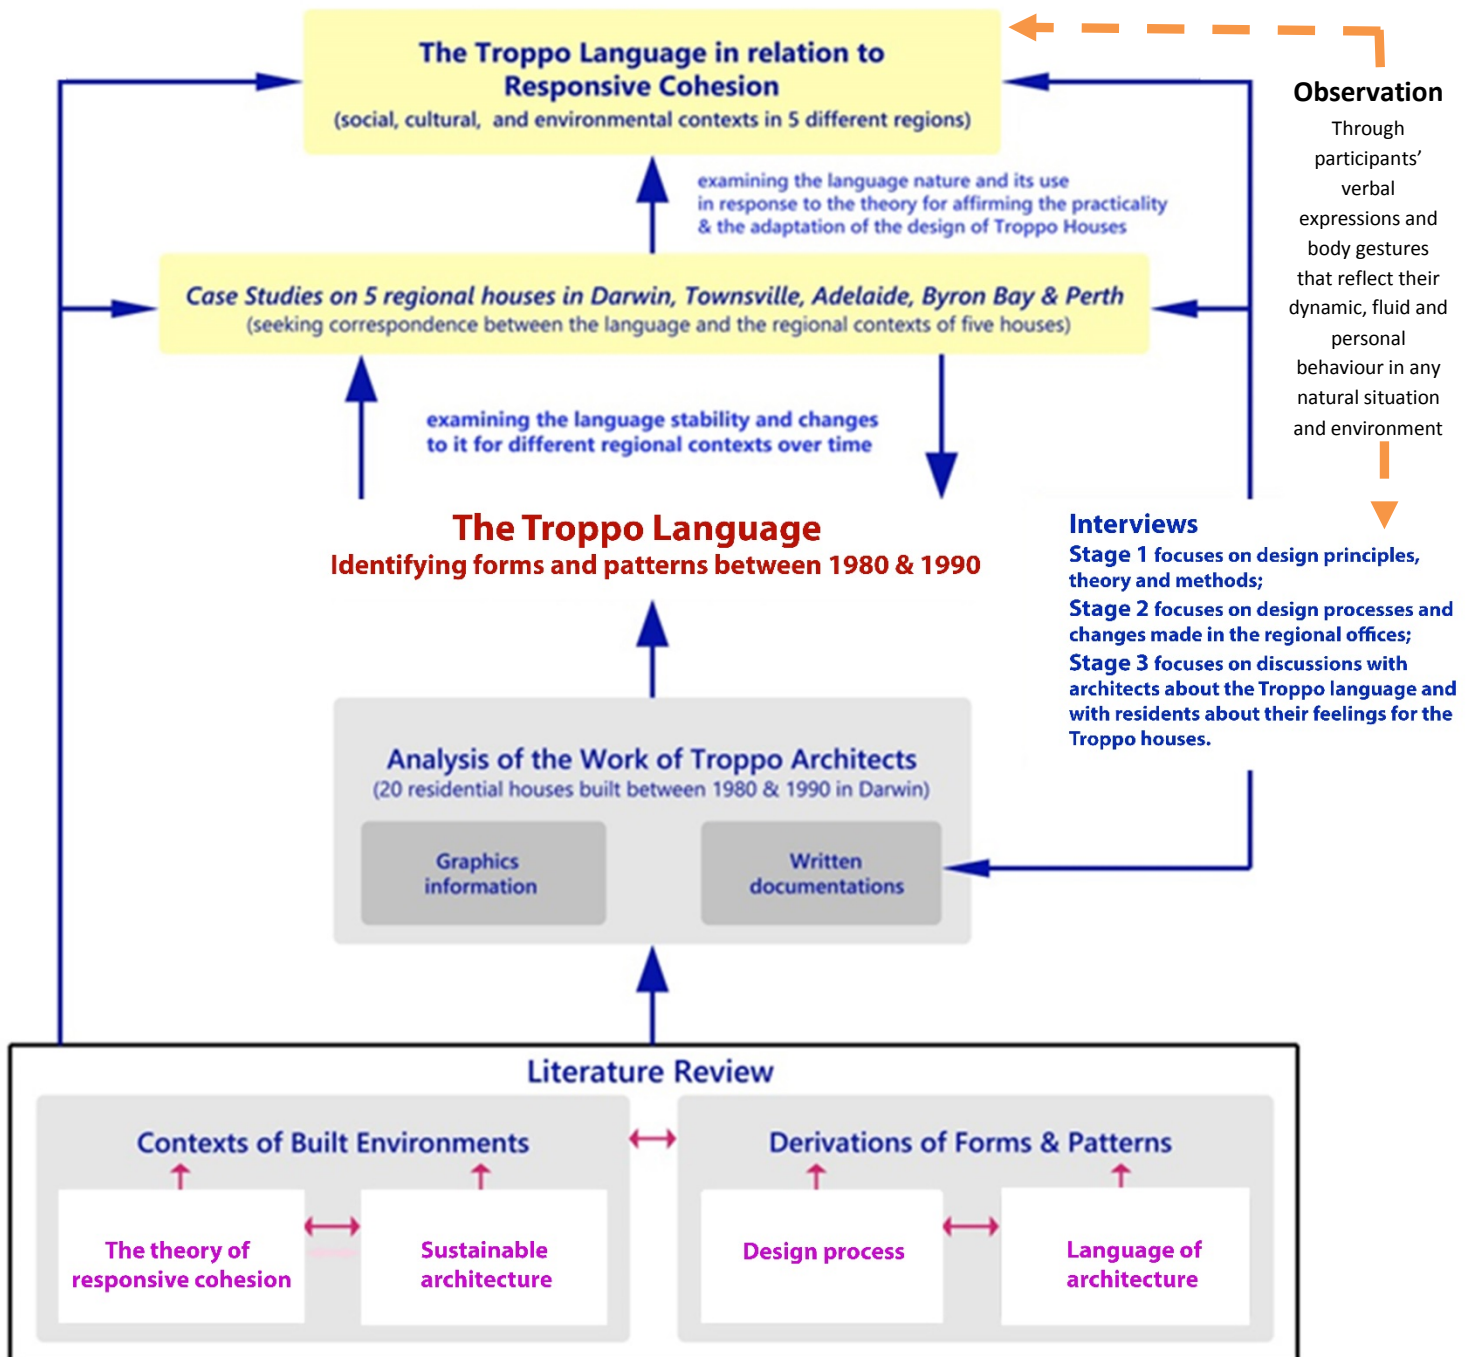 The Troppo Language in relation to
Responsive Cohesion
(social, cultural, and environmental contexts in 5 different regions)
Observation
Through
participants’
verbal
expressions and
body gestures
that reflect their
dynamic, fluid and
personal
behaviour in any
natural situation
and environment
examining the language nature and its use
in response to the theory for affirming the practicality
& the adaptation of the design of Troppo Houses
Case Studies on 5 regional houses in Darwin, Townsville, Adelaide, Byron Bay & Perth
(seeking correspondence between the language and the regional contexts of five houses)
examining the language stability and changes
to it for different regional contexts over time
The Troppo Language
Identifying forms and patterns between 1980 & 1990
Interviews
Stage 1 focuses on design principles,
theory and methods;
Stage 2 focuses on design processes and
changes made in the regional offices;
Stage 3 focuses on discussions with
architects about the Troppo language and
with residents about their feelings for the
Troppo houses.
Analysis of the Work of Troppo Architects
(20 residential houses built between 1980 & 1990 in Darwin)
Graphics
information
Written
documentations
Literature Review
Contexts of Built Environments
The theory of
responsive cohesion
Sustainable
architecture
Derivations of Forms & Patterns
Design process
Language of
architecture